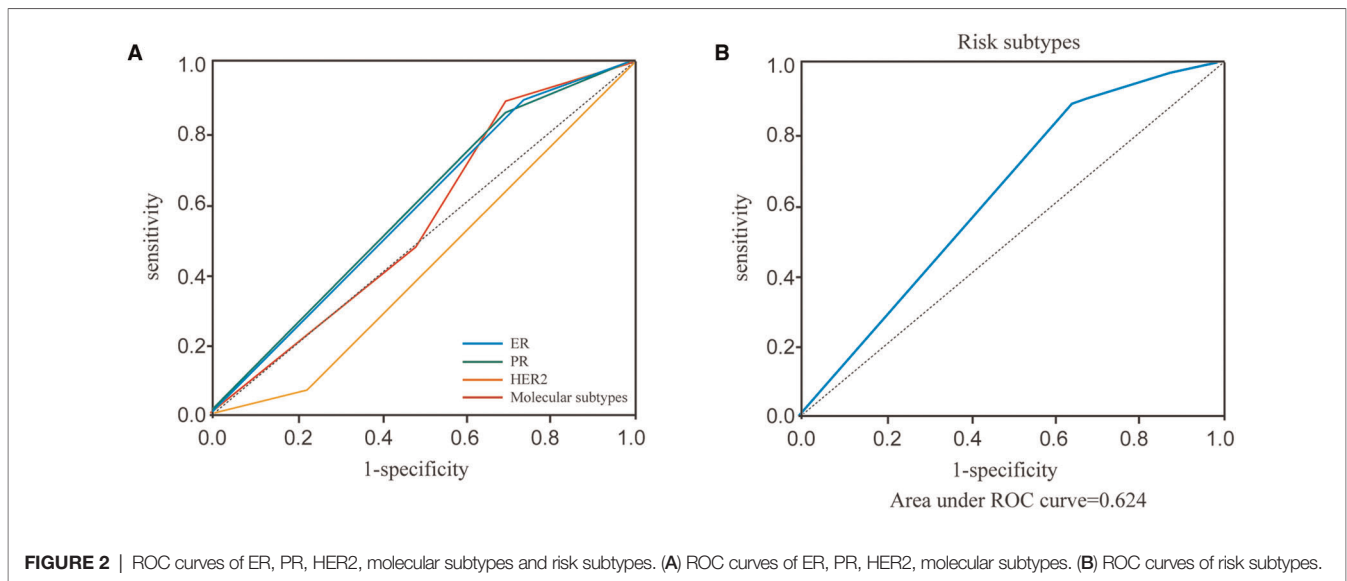 A
1.0
0.8
0.6
0.4
0.2
0.0
sensitivity
ER
PR
HER2
Molecular subtypes
0.0 0.2 0.4 0.6 0.8 1.0
1-specificity
B
Risk subtypes
1.0
0.8
0.6
0.4
0.2
0.0
sensitivity
0.0 0.2 0.4 0.6 0.8 1.0
1-specificity
Area under ROC curve=0.624
FIGURE 2 | ROC curves of ER, PR, HER2, molecular subtypes and risk subtypes. (A) ROC curves of ER, PR, HER2, molecular subtypes. (B) ROC curves of risk subtypes.